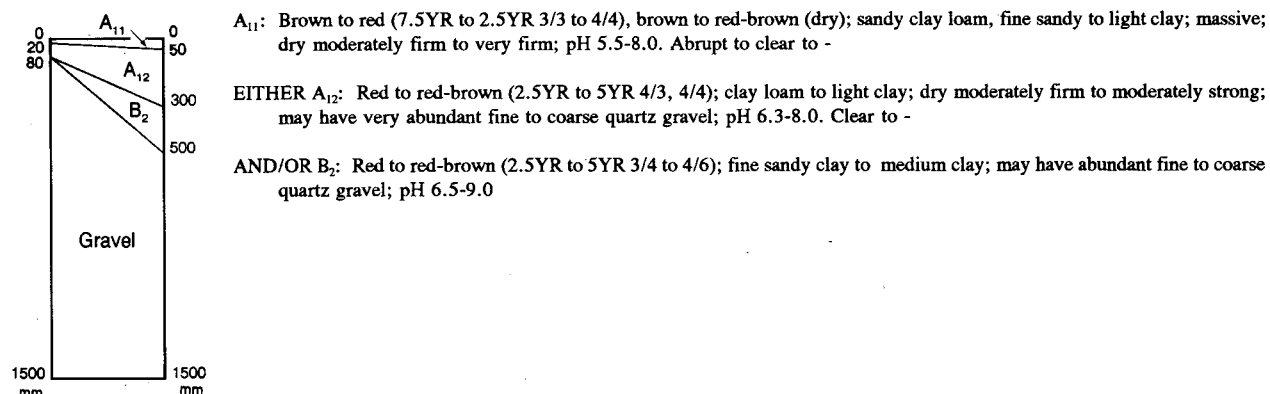 A₁₁
0
20
80
0
50
A₁₂
300
B₂
500
Gravel
1500
mm
1500
mm
A₁₁: Brown to red (7.5YR to 2.5YR 3/3 to 4/4), brown to red-brown (dry); sandy clay loam, fine sandy to light clay; massive;
dry moderately firm to very firm; pH 5.5-8.0. Abrupt to clear to -
EITHER A₁₂: Red to red-brown (2.5YR to 5YR 4/3, 4/4); clay loam to light clay; dry moderately firm to moderately strong;
may have very abundant fine to coarse quartz gravel; pH 6.3-8.0. Clear to -
AND/OR B₂: Red to red-brown (2.5YR to 5YR 3/4 to 4/6); fine sandy clay to medium clay; may have abundant fine to coarse
quartz gravel; pH 6.5-9.0